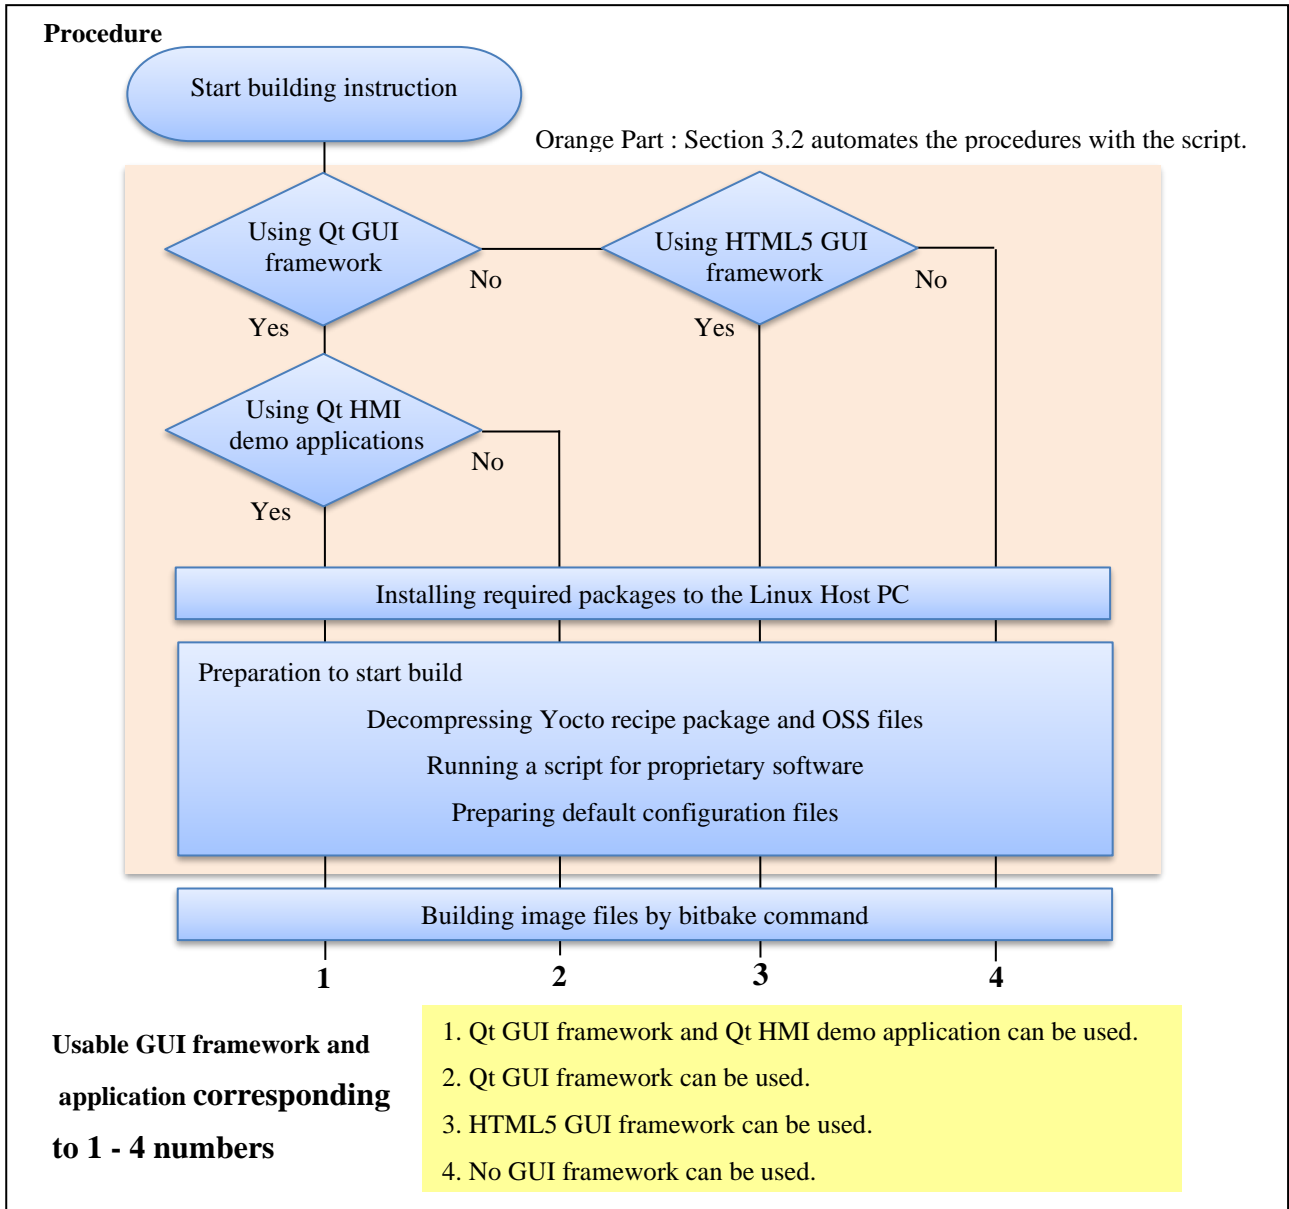 Procedure
Start building instruction
Orange Part : Section 3.2 automates the procedures with the script.
Using Qt GUI
framework
No
Yes
Using HTML5 GUI
framework
No
Yes
Using Qt HMI
demo applications
No
Yes
Installing required packages to the Linux Host PC
Preparation to start build
Decompressing Yocto recipe package and OSS files
Running a script for proprietary software
Preparing default configuration files
Building image files by bitbake command
1
2
3
4
Usable GUI framework and
application corresponding
to 1 - 4 numbers
1. Qt GUI framework and Qt HMI demo application can be used.
2. Qt GUI framework can be used.
3. HTML5 GUI framework can be used.
4. No GUI framework can be used.